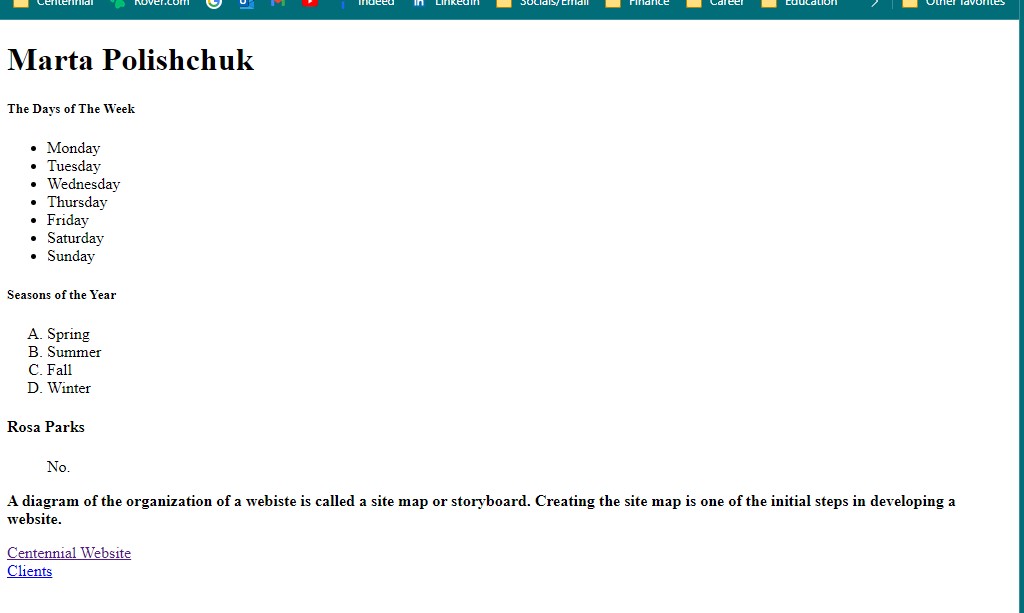 Centennial Rover.com Indeed LinkedIn Socials/Email Finance Career Education Other favorites
Marta Polishchuk
The Days of The Week
• Monday
• Tuesday
• Wednesday
• Thursday
• Friday
• Saturday
• Sunday
Seasons of the Year
A. Spring
B. Summer
C. Fall
D. Winter
Rosa Parks
No.
A diagram of the organization of a webiste is called a site map or storyboard. Creating the site map is one of the initial steps in developing a
website.
Centennial Website
Clients